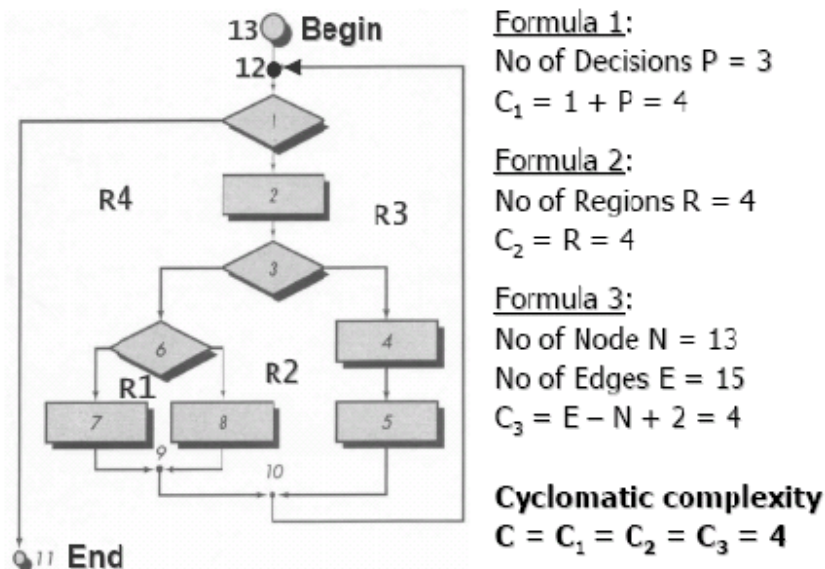 13 Begin
12
1
2
R4
R3
3
6
4
R1
R2
7
8
5
9
10
11 End
Formula 1:
No of Decisions P = 3
C₁ = 1 + P = 4
Formula 2:
No of Regions R = 4
C₂ = R = 4
Formula 3:
No of Node N = 13
No of Edges E = 15
C₃ = E – N + 2 = 4
Cyclomatic complexity
C = C₁ = C₂ = C₃ = 4